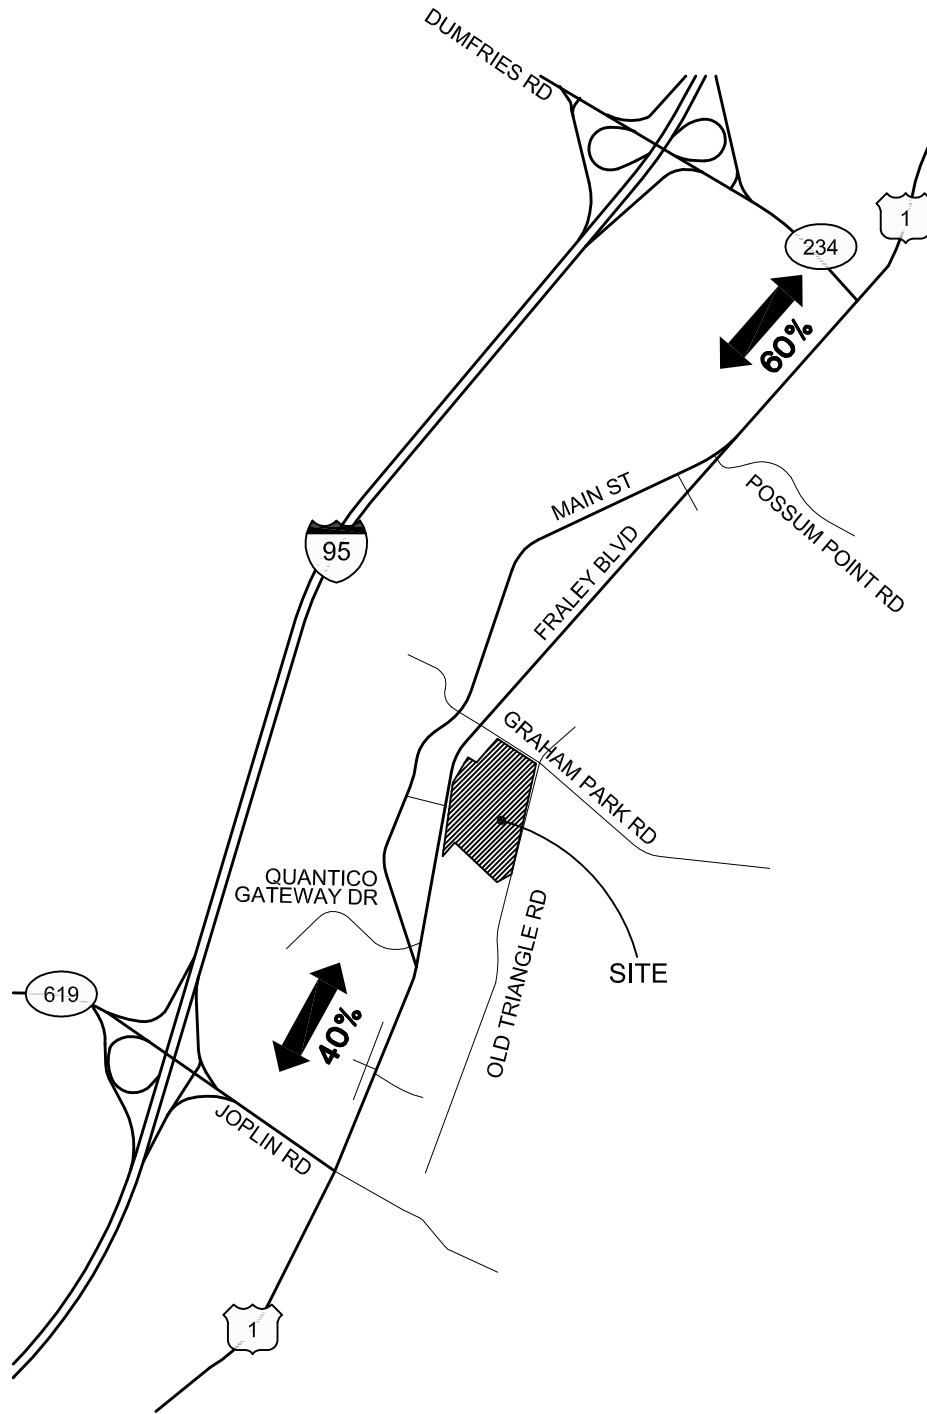 DUMFRIES RD
1
234
60%
MAIN ST
POSSUM POINT RD
95
FRALEY BLVD
GRAHAM PARK RD
QUANTICO
GATEWAY DR
OLD TRIANGLE RD
SITE
619
40%
JOPLIN RD
1